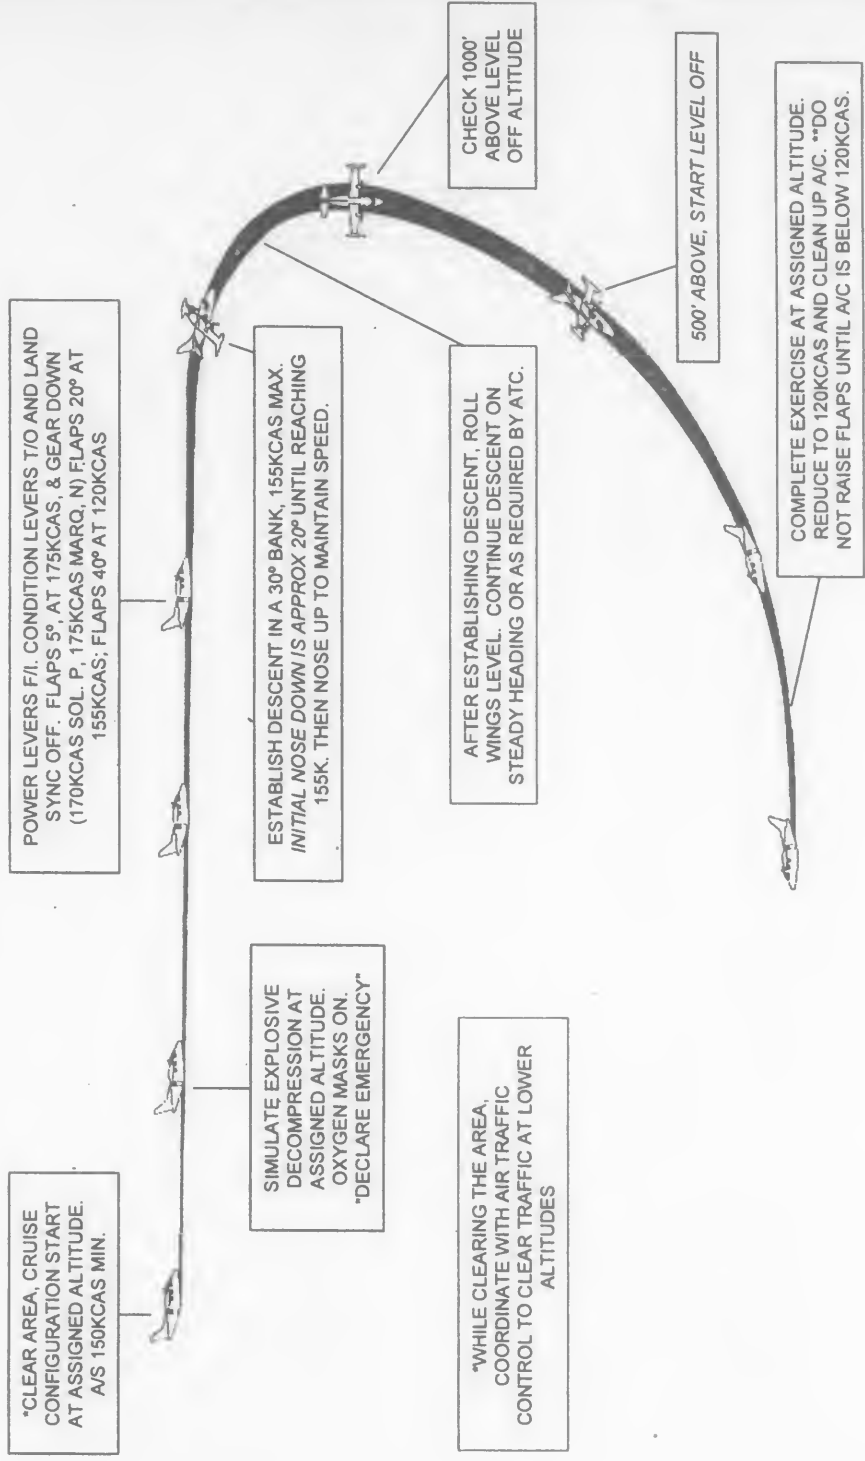 *CLEAR AREA, CRUISE
CONFIGURATION START
AT ASSIGNED ALTITUDE.
A/S 150KCAS MIN.
SIMULATE EXPLOSIVE
DECOMPRESSION AT
ASSIGNED ALTITUDE.
OXYGEN MASKS ON.
"DECLARE EMERGENCY"
POWER LEVERS F/I. CONDITION LEVERS T/O AND LAND
SYNC OFF. FLAPS 5º, AT 175KCAS, & GEAR DOWN
(170KCAS SOL. P, 175KCAS MARQ, N) FLAPS 20º AT
155KCAS; FLAPS 40º AT 120KCAS
ESTABLISH DESCENT IN A 30º BANK, 155KCAS MAX.
INITIAL NOSE DOWN IS APPROX 20º UNTIL REACHING
155K. THEN NOSE UP TO MAINTAIN SPEED.
AFTER ESTABLISHING DESCENT, ROLL
WINGS LEVEL. CONTINUE DESCENT ON
STEADY HEADING OR AS REQUIRED BY ATC.
CHECK 1000'
ABOVE LEVEL
OFF ALTITUDE
500' ABOVE, START LEVEL OFF
COMPLETE EXERCISE AT ASSIGNED ALTITUDE.
REDUCE TO 120KCAS AND CLEAN UP A/C. **DO
NOT RAISE FLAPS UNTIL A/C IS BELOW 120KCAS.
*WHILE CLEARING THE AREA,
COORDINATE WITH AIR TRAFFIC
CONTROL TO CLEAR TRAFFIC AT LOWER
ALTITUDES